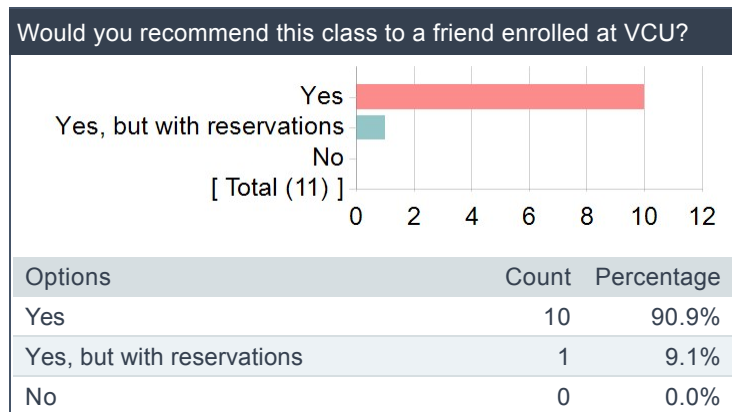 Would you recommend this class to a friend enrolled at VCU?
Yes
Yes, but with reservations
No
[ Total (11) ]
0 2 4 6 8 10 12
Options Count Percentage
Yes 10 90.9%
Yes, but with reservations 1 9.1%
No 0 0.0%